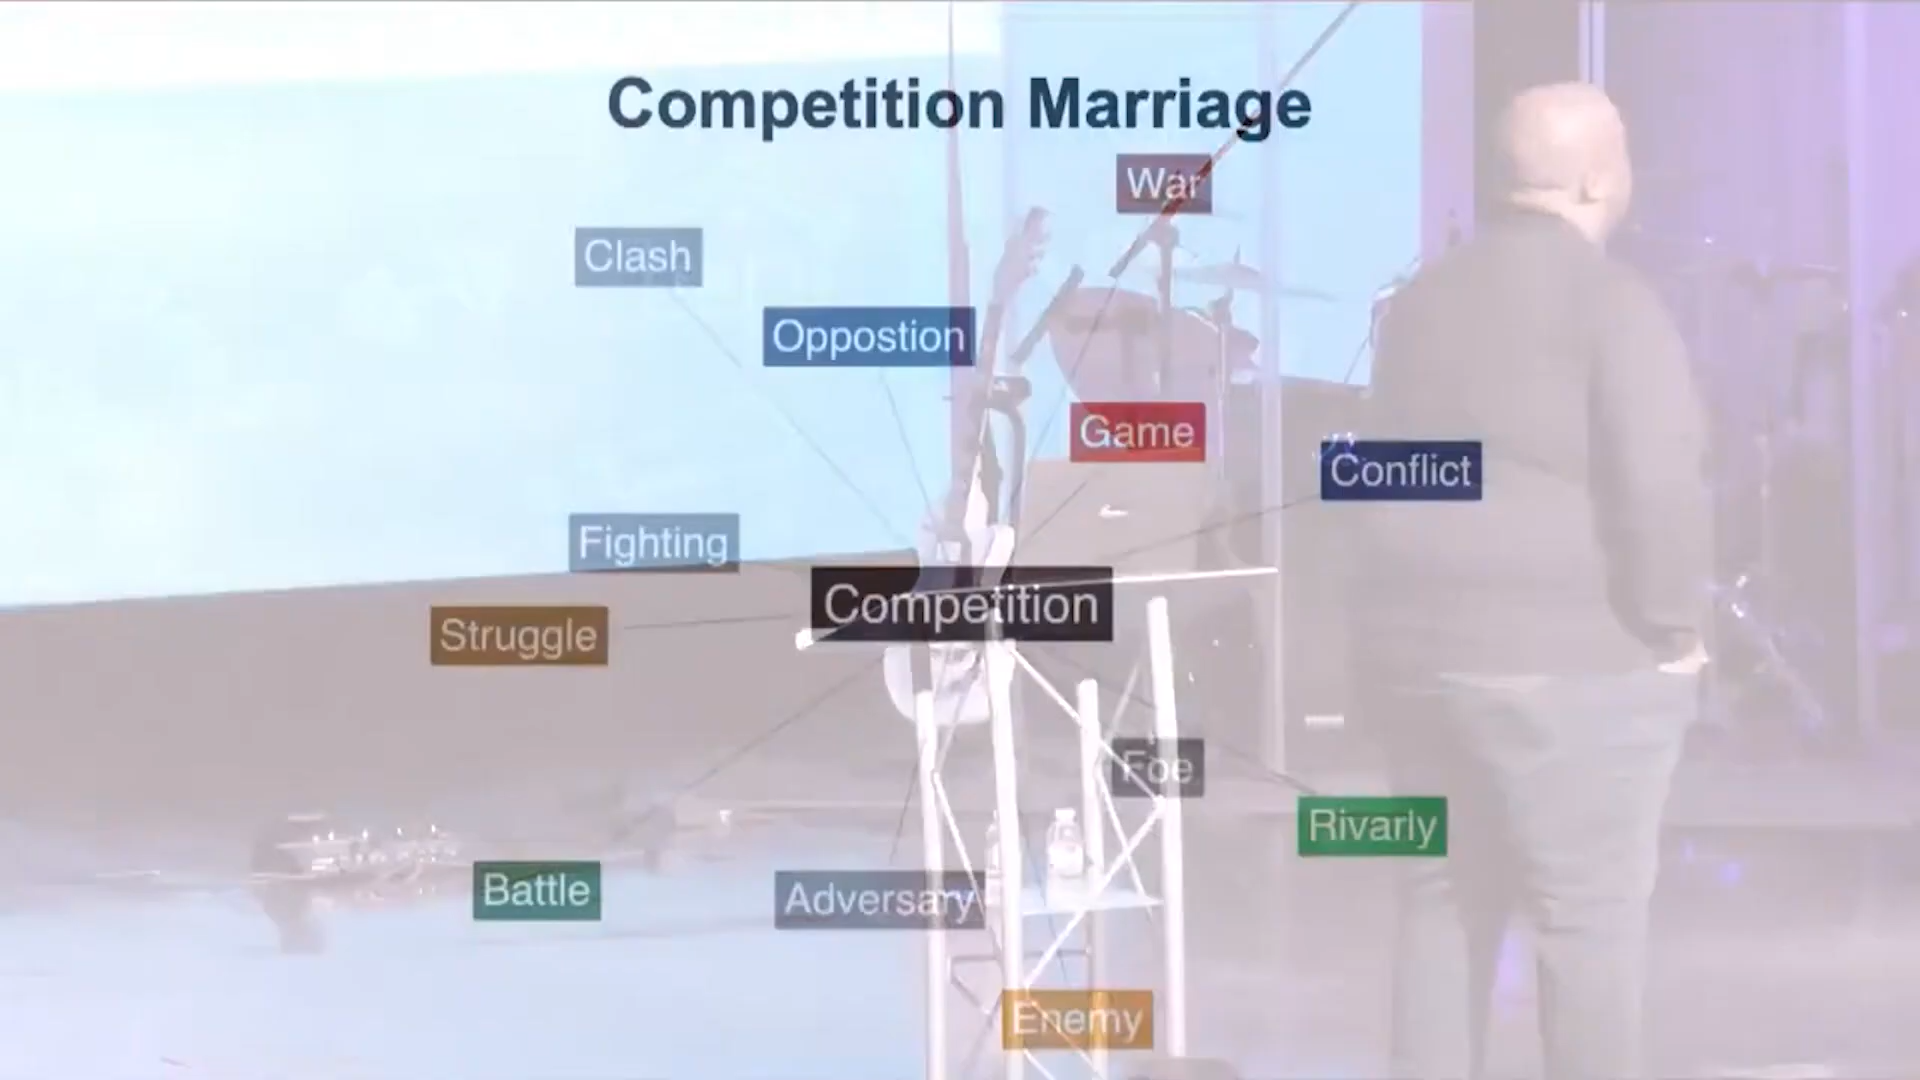 Competition Marriage
War
Clash
Oppostion
Game
Conflict
Fighting
Competition
Struggle
Foe
Rivarly
Battle
Adversary
Enemy